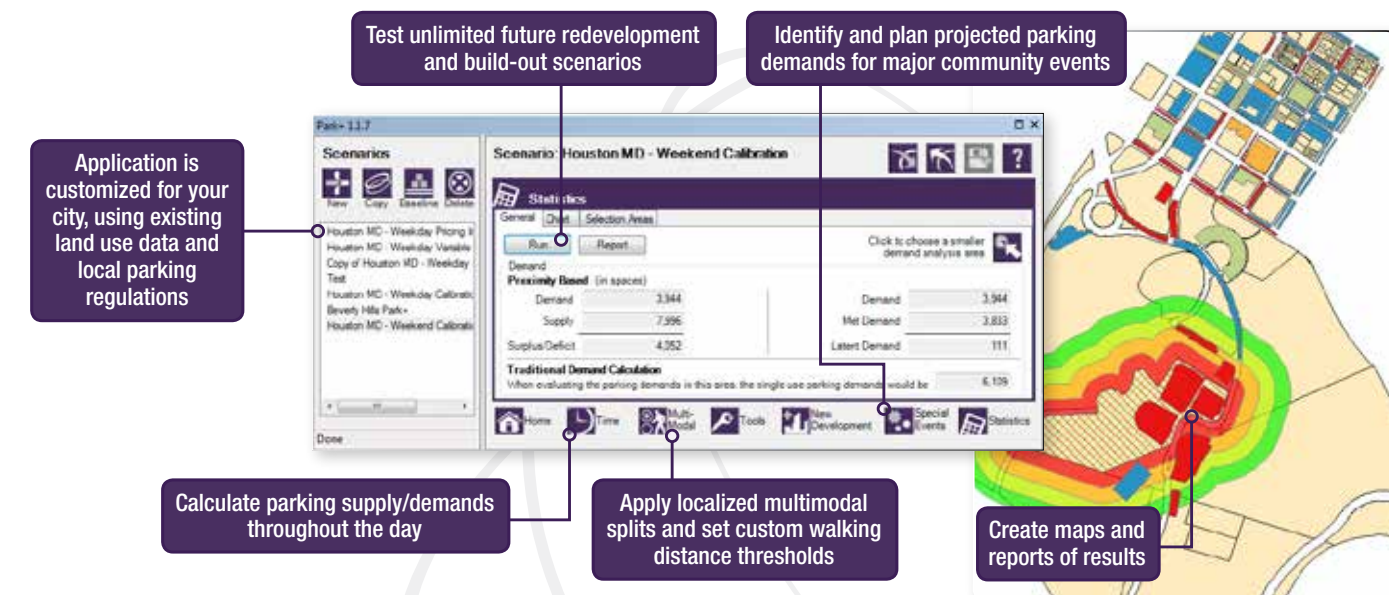 Test unlimited future redevelopment
and build-out scenarios
Identify and plan projected parking
demands for major community events
Application is
customized for your
city, using existing
land use data and
local parking
regulations
Park+ 1.1.7
Scenarios
New Copy Baseline Delete
Houston MD - Weekday Pricing
Houston MD - Weekday Variable
Copy of Houston MD - Weekday
Test
Houston MD - Weekday Calibratio
Beverly Hills Park+
Houston MD - Weekend Calibratio
Done
Scenario: Houston MD - Weekend Calibration
?
Statistics
General Chart Selection Areas
Run Report
Click to choose a smaller
demand analysis area
Demand
Proximity Based (in spaces)
Demand 3,944 Demand 3,944
Supply 7,996 Met Demand 3,833
Surplus/Deficit 4,052 Latent Demand 111
Traditional Demand Calculation
When evaluating the parking demands in this area, the single use parking demands would be 6,109
Home Time Multi-Modal Tools New Development Special Events Statistics
Calculate parking supply/demands
throughout the day
Apply localized multimodal
splits and set custom walking
distance thresholds
Create maps and
reports of results